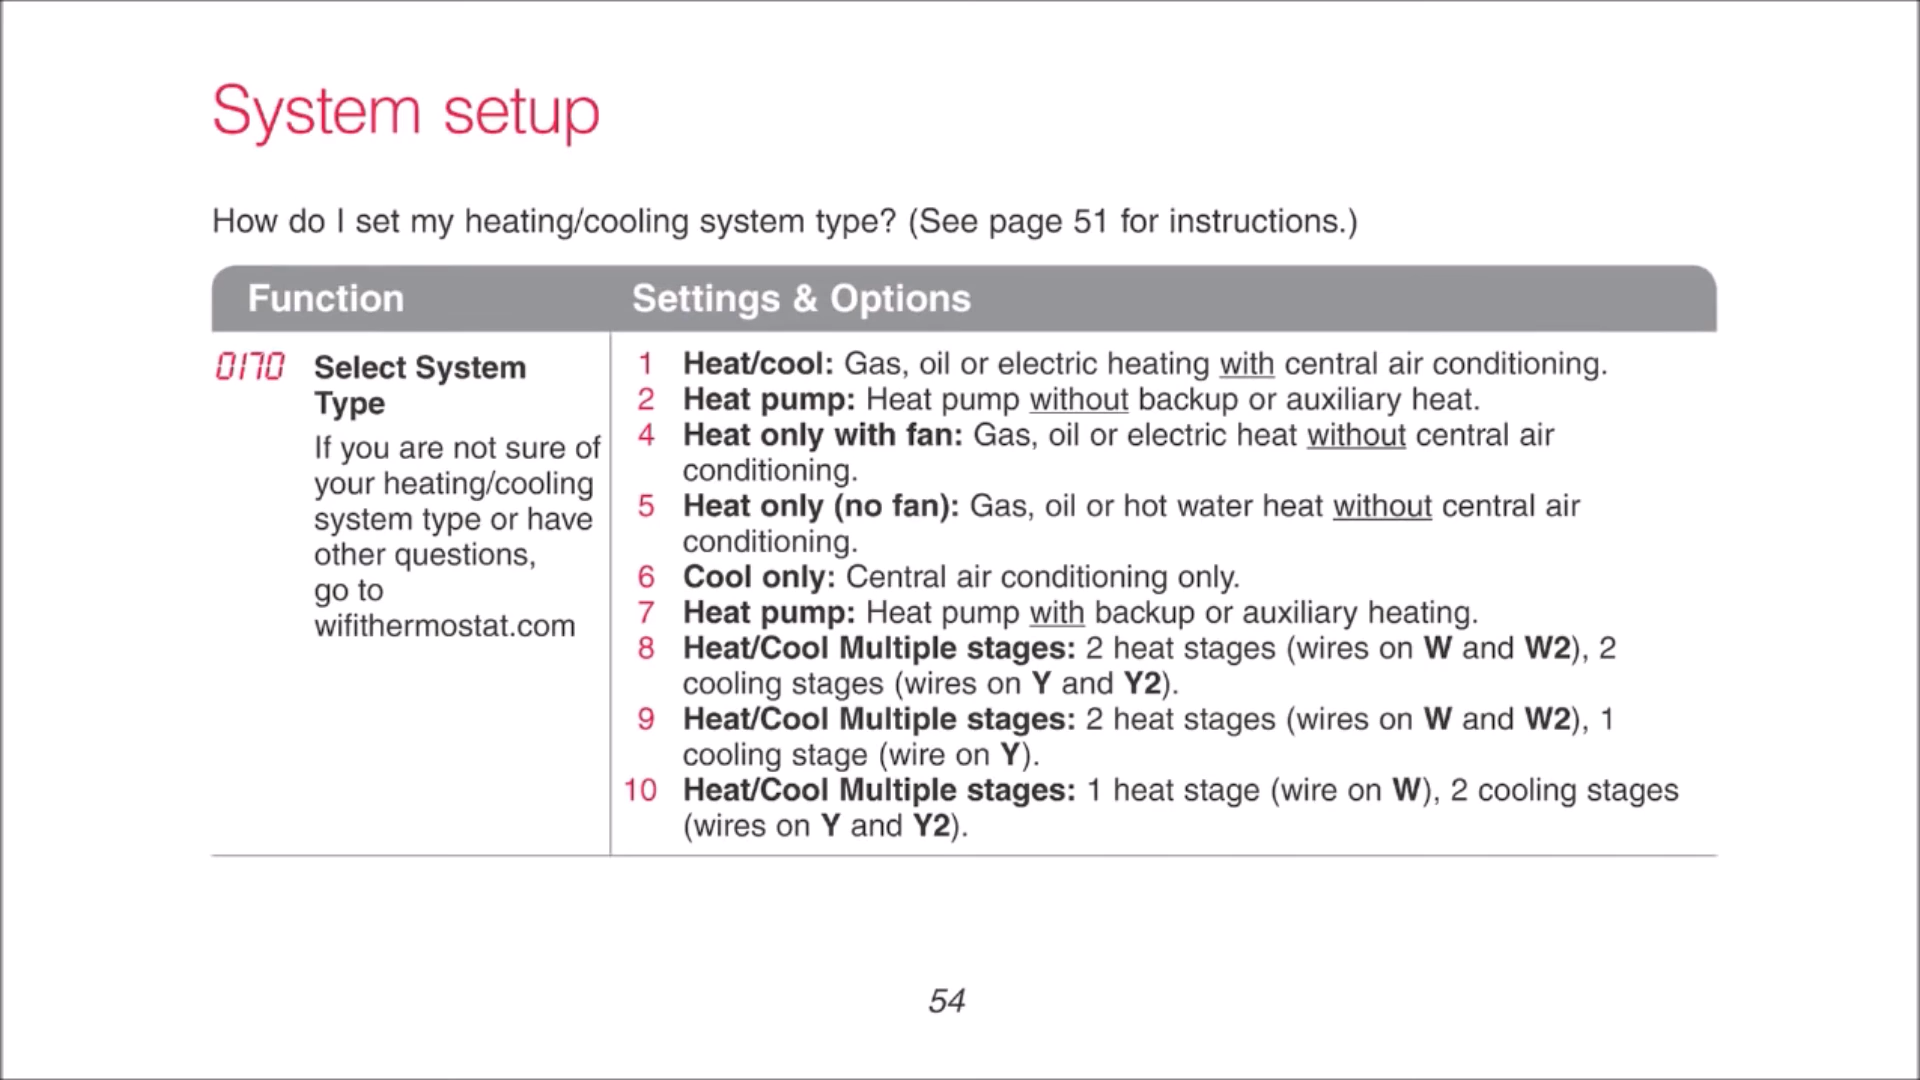 System setup
How do I set my heating/cooling system type? (See page 51 for instructions.)
Function Settings & Options
0170 Select System
Type
If you are not sure of
your heating/cooling
system type or have
other questions,
go to
wifithermostat.com
1 Heat/cool: Gas, oil or electric heating with central air conditioning.
2 Heat pump: Heat pump without backup or auxiliary heat.
4 Heat only with fan: Gas, oil or electric heat without central air
conditioning.
5 Heat only (no fan): Gas, oil or hot water heat without central air
conditioning.
6 Cool only: Central air conditioning only.
7 Heat pump: Heat pump with backup or auxiliary heating.
8 Heat/Cool Multiple stages: 2 heat stages (wires on W and W2), 2
cooling stages (wires on Y and Y2).
9 Heat/Cool Multiple stages: 2 heat stages (wires on W and W2), 1
cooling stage (wire on Y).
10 Heat/Cool Multiple stages: 1 heat stage (wire on W), 2 cooling stages
(wires on Y and Y2).
54